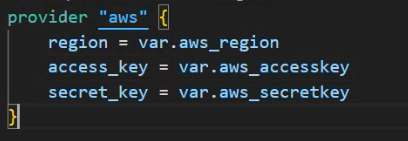 provider "aws" {
    region = var.aws_region
    access_key = var.aws_accesskey
    secret_key = var.aws_secretkey
}